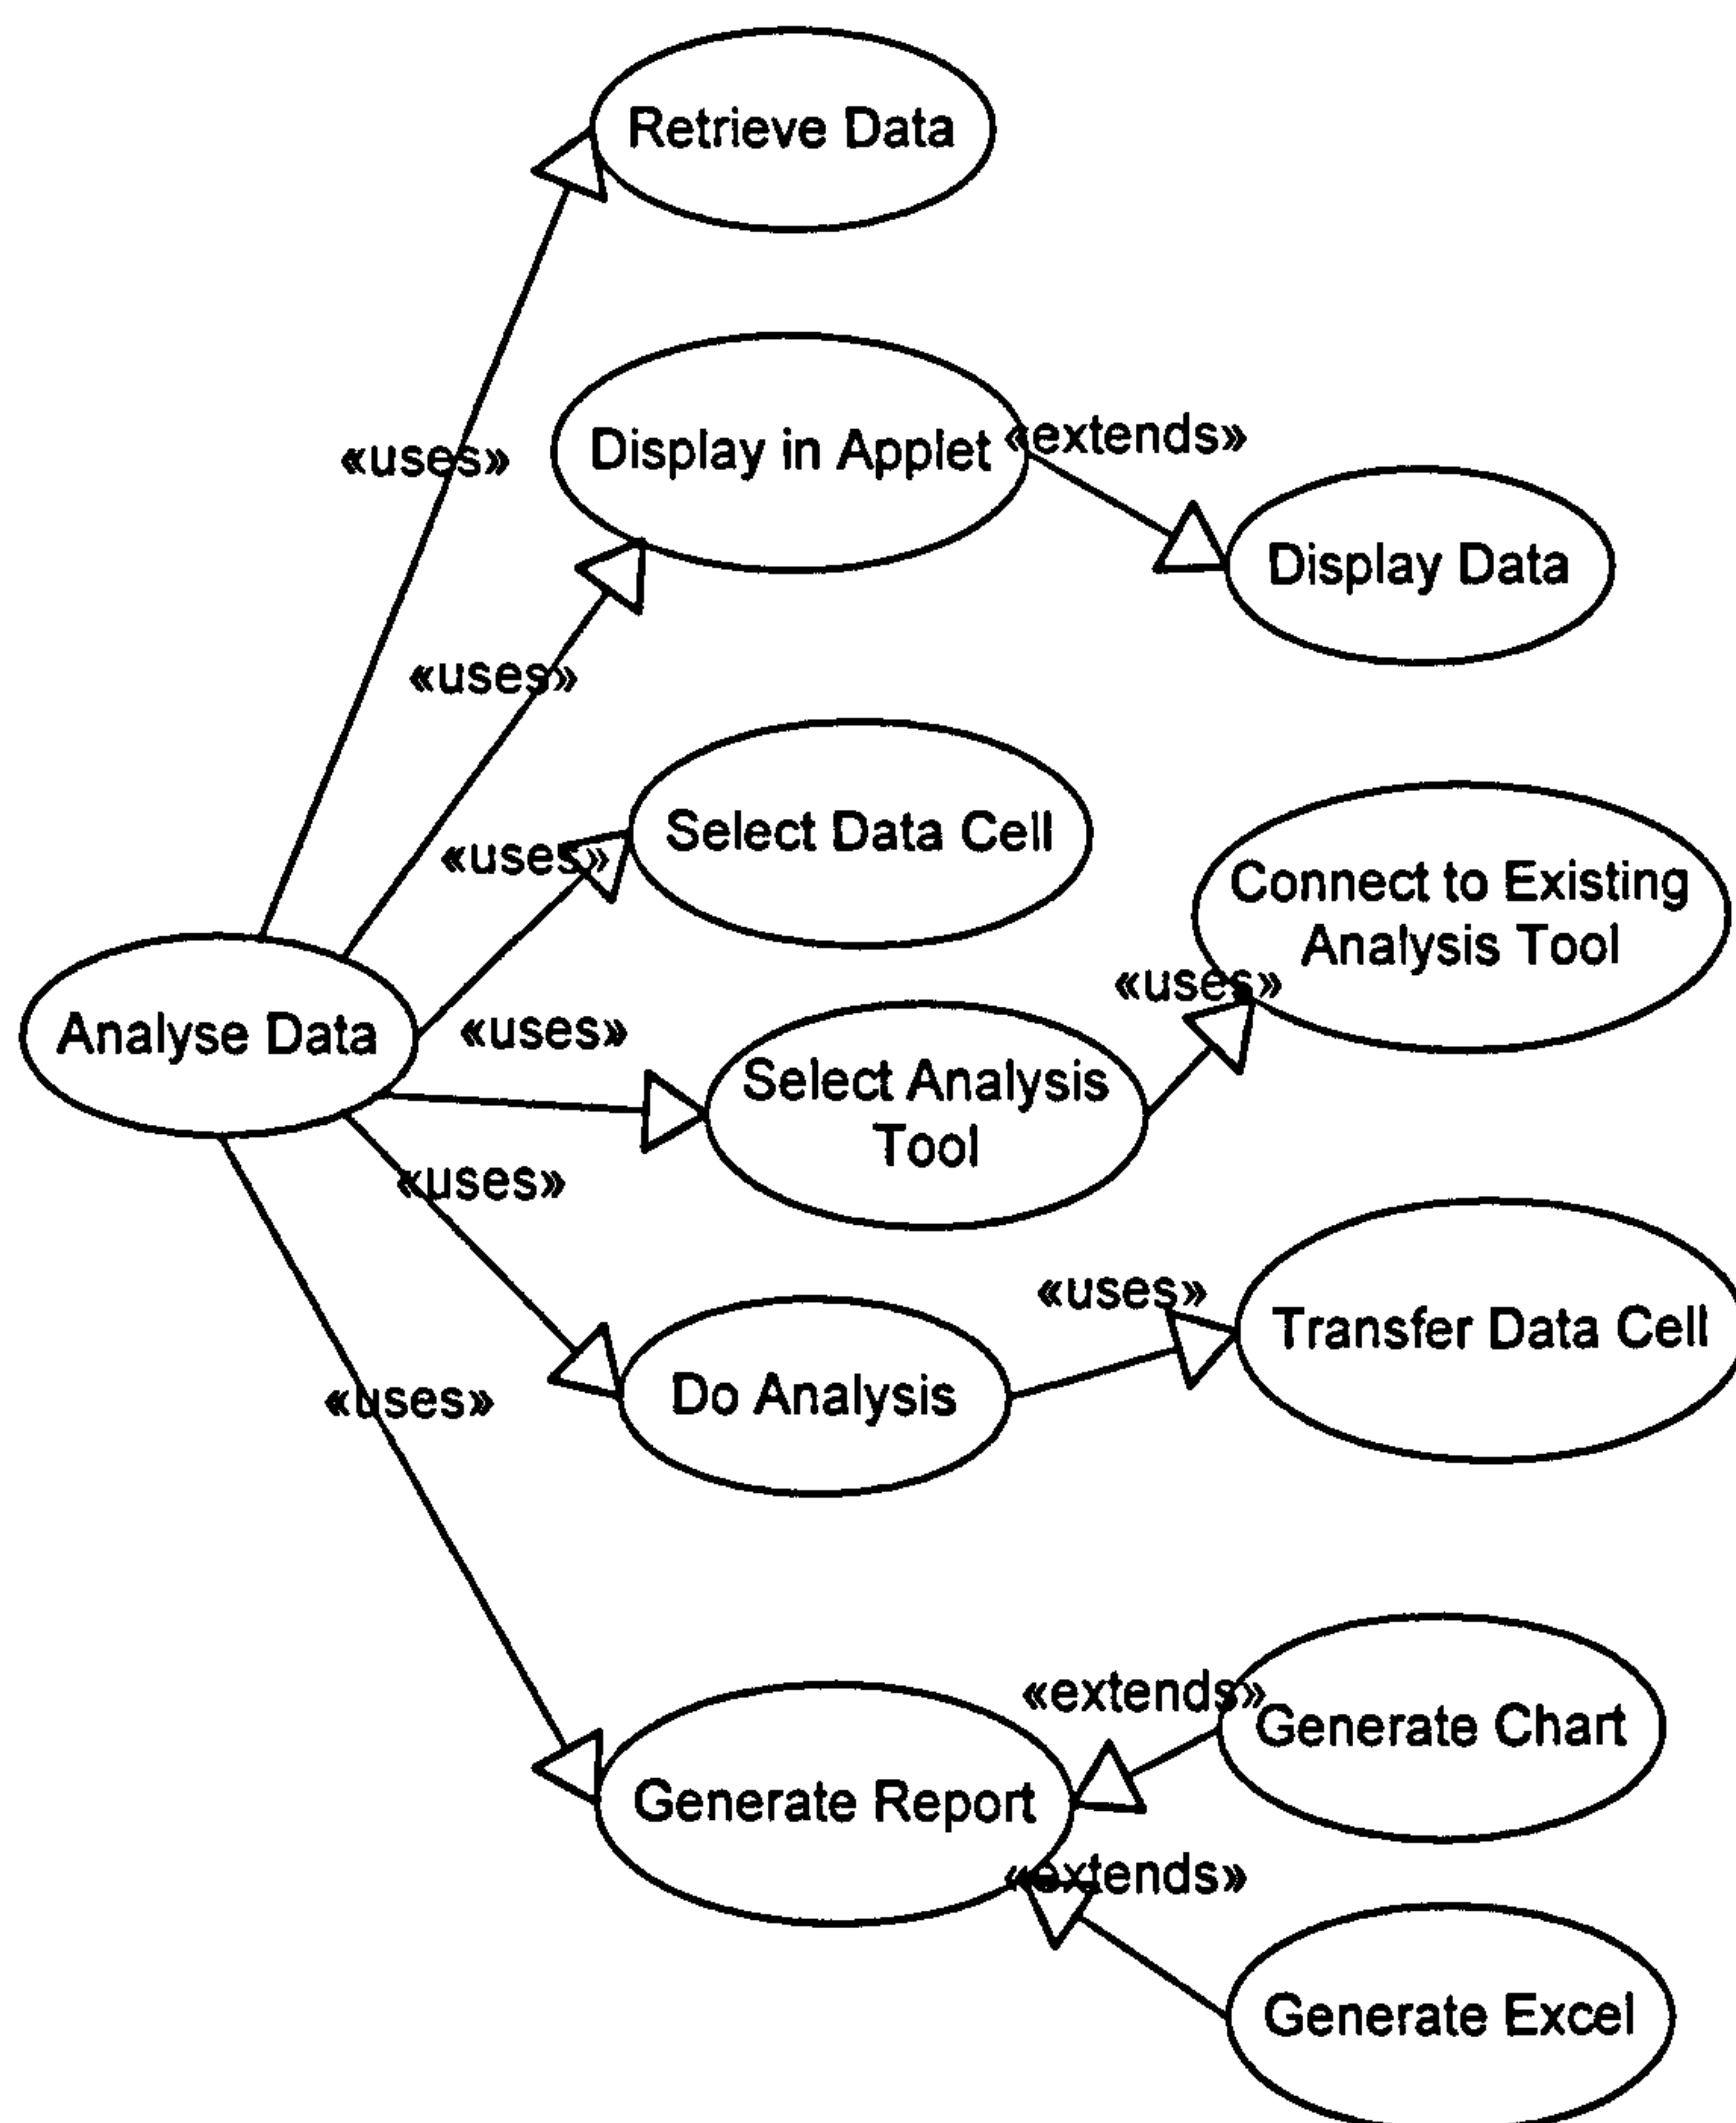 Retrieve Data
Display in Applet
«extends»
«uses»
Display Data
«uses»
Select Data Cell
«uses»
Connect to Existing
Analysis Tool
«uses»
Analyse Data
«uses»
Select Analysis
Tool
«uses»
«uses»
Transfer Data Cell
Do Analysis
«uses»
«extends»
Generate Chart
Generate Report
«extends»
Generate Excel